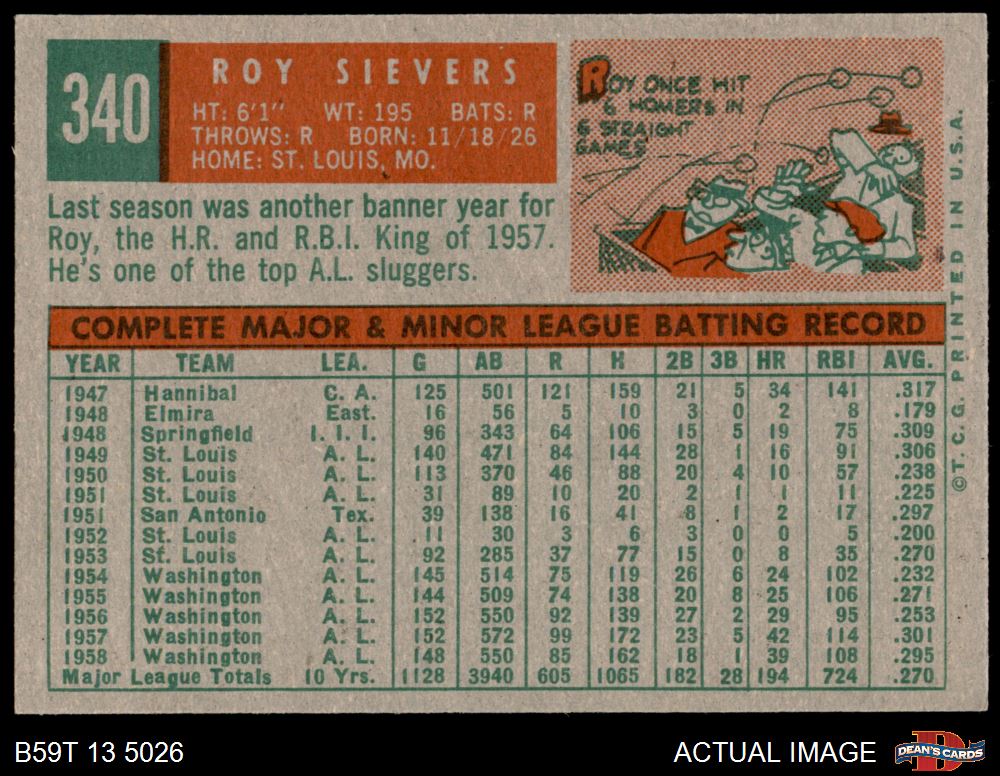 340
ROY SIEVERS
HT: 6'1" WT: 195 BATS: R
THROWS: R BORN: 11/18/26
HOME: ST. LOUIS, MO.
ROY ONCE HIT
6 HOMERS IN
6 STRAIGHT
GAMES
Last season was another banner year for
Roy, the H.R. and R.B.I. King of 1957.
He's one of the top A.L. sluggers.
COMPLETE MAJOR & MINOR LEAGUE BATTING RECORD
YEAR TEAM LEA. G AB R H 2B 3B HR RBI AVG.
1947 Hannibal C. A. 125 501 121 159 21 5 34 141 .317
1948 Elmira East. 16 56 5 10 3 0 2 8 .179
1948 Springfield I. I. I. 96 343 64 106 15 5 19 75 .309
1949 St. Louis A. L. 140 471 84 144 28 1 16 91 .306
1950 St. Louis A. L. 113 370 46 88 20 4 10 57 .238
1951 St. Louis A. L. 31 89 10 20 2 1 1 11 .225
1951 San Antonio Tex. 39 138 16 41 8 1 2 17 .297
1952 St. Louis A. L. 11 30 3 6 3 0 0 5 .200
1953 St. Louis A. L. 92 285 37 77 15 0 8 35 .270
1954 Washington A. L. 145 514 75 119 26 6 24 102 .232
1955 Washington A. L. 144 509 74 138 20 8 25 106 .271
1956 Washington A. L. 152 550 92 139 27 2 29 95 .253
1957 Washington A. L. 152 572 99 172 23 5 42 114 .301
1958 Washington A. L. 148 550 85 162 18 1 39 108 .295
Major League Totals 10 Yrs. 1128 3940 605 1065 182 28 194 724 .270
©T. C. G. PRINTED IN U.S.A.
B59T 13 5026
ACTUAL IMAGE
DEAN'S CARDS